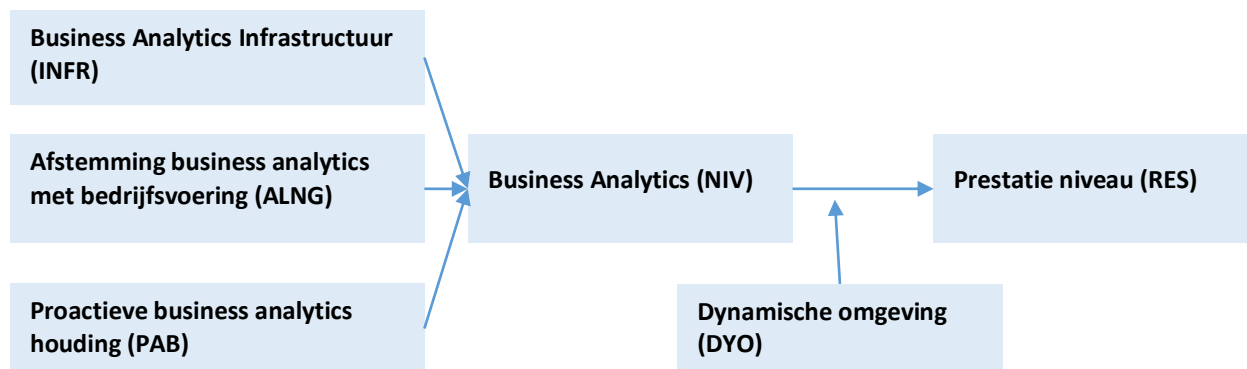 Business Analytics Infrastructuur
(INFR)
Afstemming business analytics
met bedrijfsvoering (ALNG)
Business Analytics (NIV)
Prestatie niveau (RES)
Proactieve business analytics
houding (PAB)
Dynamische omgeving
(DYO)